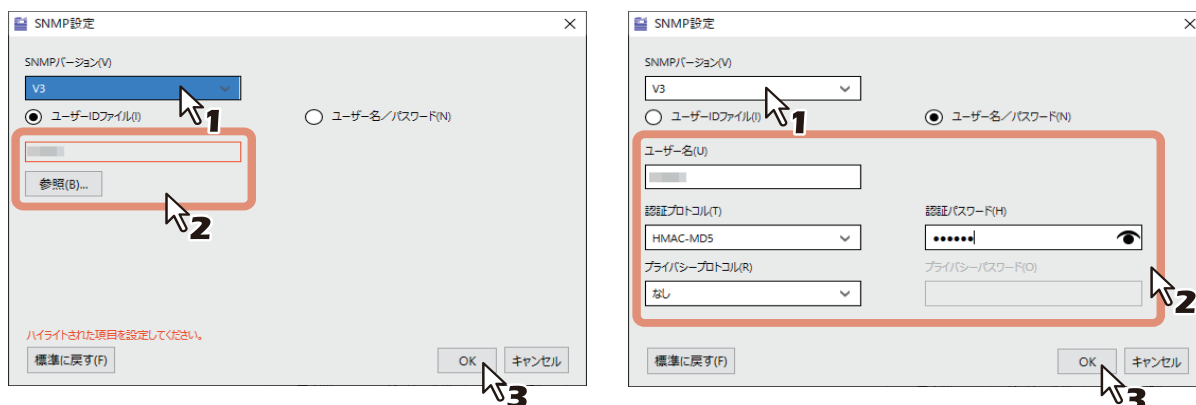 SNMP設定
SNMPバージョン(V)
V3
ユーザーIDファイル(I)
ユーザー名／パスワード(N)
1
参照(B)...
2
ハイライトされた項目を設定してください。
標準に戻す(F)
OK
キャンセル
3
SNMP設定
SNMPバージョン(V)
V3
ユーザーIDファイル(I)
ユーザー名／パスワード(N)
1
ユーザー名(U)
認証プロトコル(T)
認証パスワード(H)
HMAC-MD5
●●●●●●
プライバシープロトコル(R)
プライバシーパスワード(O)
なし
2
標準に戻す(F)
OK
キャンセル
3